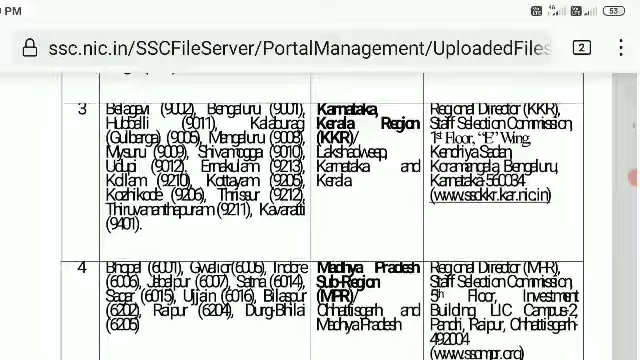 PM 4G 53
ssc.nic.in/SSCFileServer/PortalManagement/UploadedFiles 2
3
Belagavi (9002), Bengaluru (9001),
Hubballi (9011), Kalaburagi
(Gulbarga) (9005), Mangaluru (9008),
Mysuru (9009), Shivamogga (9010),
Udupi (9012), Ernakulam (9213),
Kollam (9210), Kottayam (9205),
Kozhikode (9206), Thrissur (9212),
Thiruvananthapuram (9211), Kavaratti
(9401).
Karnataka,
Kerala Region
(KKR)/
Lakshadweep,
Karnataka and
Kerala
Regional Director (KKR)
Staff Selection Commission,
1st Floor, "E" Wing,
Kendriya Sadan
Koramangala, Bengaluru,
Karnataka-560034
(www.ssckkr.kar.nic.in)
4
Bhopal (6001), Gwalior(6005), Indore
(6006), Jabalpur (6007), Satna (6014),
Sagar (6015), Ujjain (6016), Bilaspur
(6202), Raipur (6204), Durg-Bhilai
(6205)
Madhya Pradesh
Sub-Region
(MPR)/
Chhattisgarh and
Madhya Pradesh
Regional Director (MPR),
Staff Selection Commission,
5th Floor, Investment
Building, LIC Campus-2,
Pandri, Raipur, Chhattisgarh-
492004
(www.sscmpr.org)